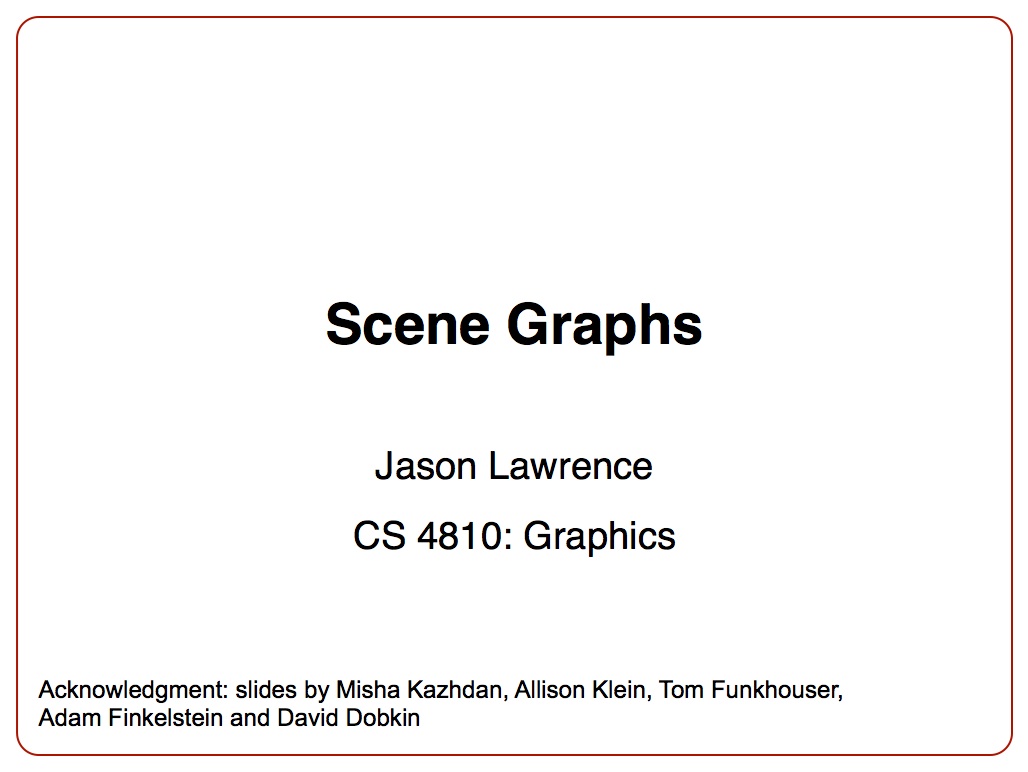 Scene Graphs
Jason Lawrence
CS 4810: Graphics
Acknowledgment: slides by Misha Kazhdan, Allison Klein, Tom Funkhouser,
Adam Finkelstein and David Dobkin